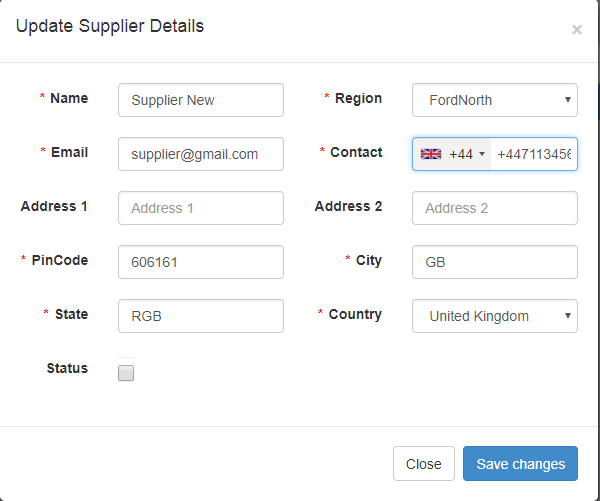 Update Supplier Details ×
* Name Supplier New * Region FordNorth
* Email supplier@gmail.com * Contact +44 +447113456
Address 1 Address 1 Address 2 Address 2
* PinCode 606161 * City GB
* State RGB * Country United Kingdom
Status
Close Save changes